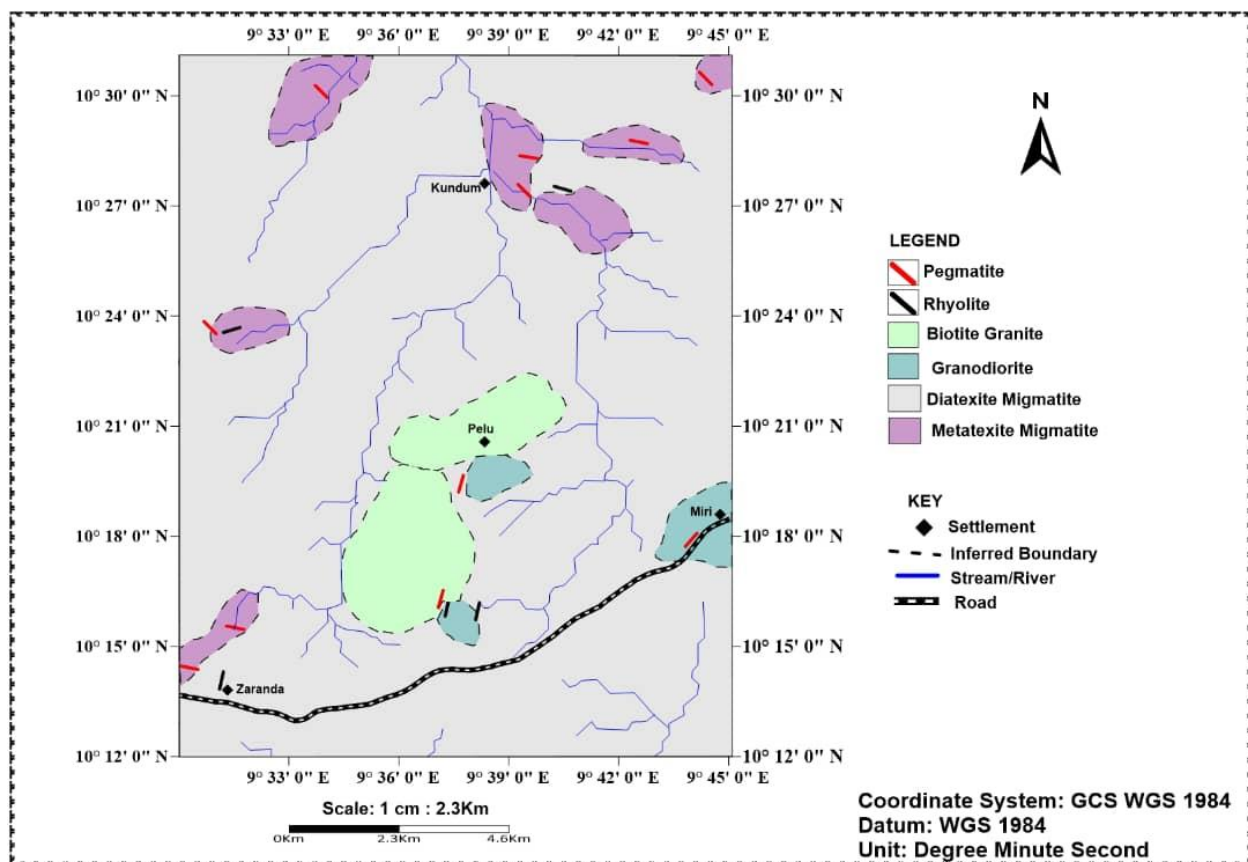 9° 33' 0" E 9° 36' 0" E 9° 39' 0" E 9° 42' 0" E 9° 45' 0" E
10° 30' 0" N 10° 30' 0" N
N
Kundum
10° 27' 0" N 10° 27' 0" N
LEGEND
Pegmatite
Rhyolite
10° 24' 0" N 10° 24' 0" N
Biotite Granite
Granodiorite
Diatexite Migmatite
Metatexite Migmatite
Pelu
10° 21' 0" N 10° 21' 0" N
KEY
Miri
Settlement
10° 18' 0" N 10° 18' 0" N
Inferred Boundary
Stream/River
Road
10° 15' 0" N 10° 15' 0" N
Zaranda
10° 12' 0" N 10° 12' 0" N
9° 33' 0" E 9° 36' 0" E 9° 39' 0" E 9° 42' 0" E 9° 45' 0" E
Scale: 1 cm : 2.3Km
0Km 2.3Km 4.6Km
Coordinate System: GCS WGS 1984
Datum: WGS 1984
Unit: Degree Minute Second